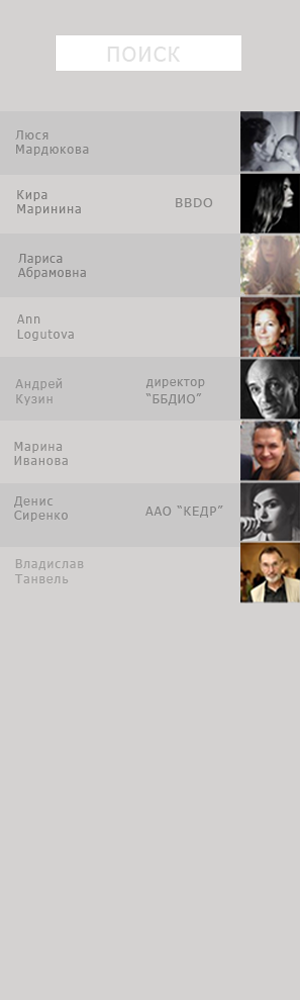 ПОИСК
Люся
Мардюкова
Кира
Маринина
BBDO
Лариса
Абрамовна
Ann
Logutova
Андрей
Кузин
директор
“ББДИО”
Марина
Иванова
Денис
Сиренко
ААО “КЕДР”
Владислав
Танвель